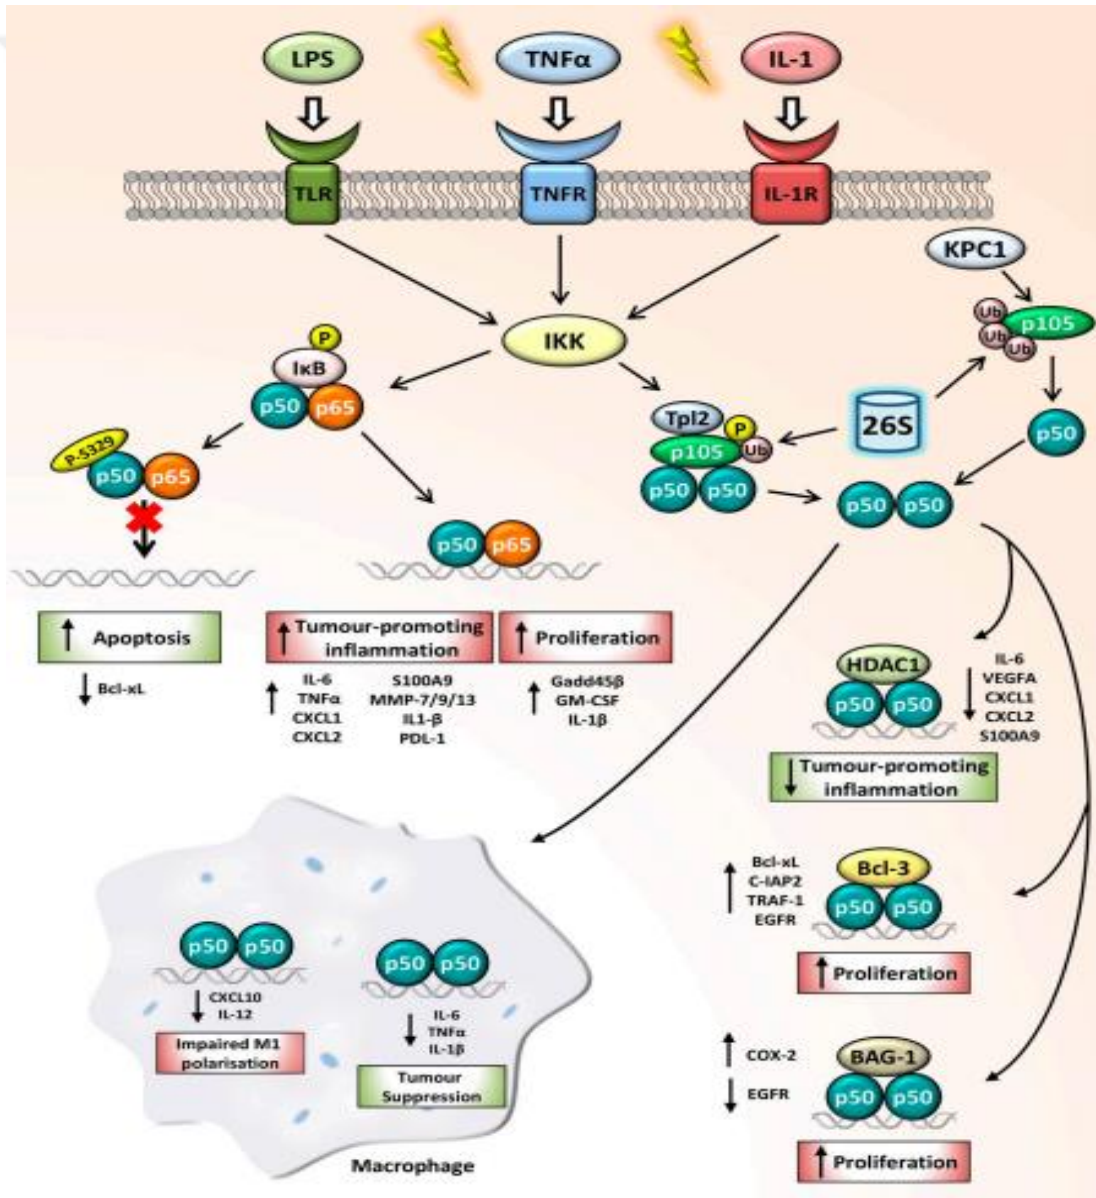 LPS
TNFα
IL-1
TLR
TNFR
IL-1R
KPC1
Ub
p105
Ub
Ub
IKK
P
IκB
p50 p65
Tpl2
P
p105
Ub
p50 p50
26S
p50
P-S329
p50 p65
p50 p50
p50 p65
Apoptosis
Bcl-xL
Tumour-promoting
inflammation
IL-6 S100A9
TNFα MMP-7/9/13
CXCL1 IL1-β
CXCL2 PDL-1
Proliferation
Gadd45β
GM-CSF
IL-1β
HDAC1
p50 p50
IL-6
VEGFA
CXCL1
CXCL2
S100A9
Tumour-promoting
inflammation
Bcl-xL
C-IAP2
TRAF-1
EGFR
Bcl-3
p50 p50
Proliferation
p50 p50
CXCL10
IL-12
Impaired M1
polarisation
p50 p50
IL-6
TNFα
IL-1β
Tumour
Suppression
Macrophage
COX-2
EGFR
BAG-1
p50 p50
Proliferation